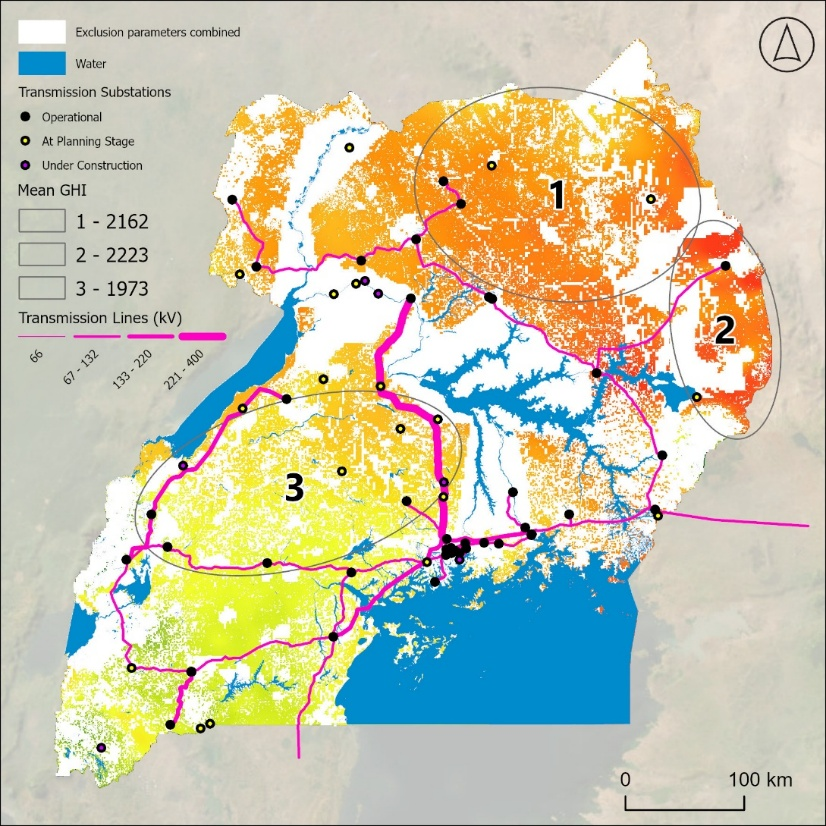 Exclusion parameters combined
Water
Transmission Substations
Operational
At Planning Stage
Under Construction
Mean GHI
1 - 2162
2 - 2223
3 - 1973
Transmission Lines (kV)
66
67 - 132
133 - 220
221 - 400
1
2
3
0 100 km